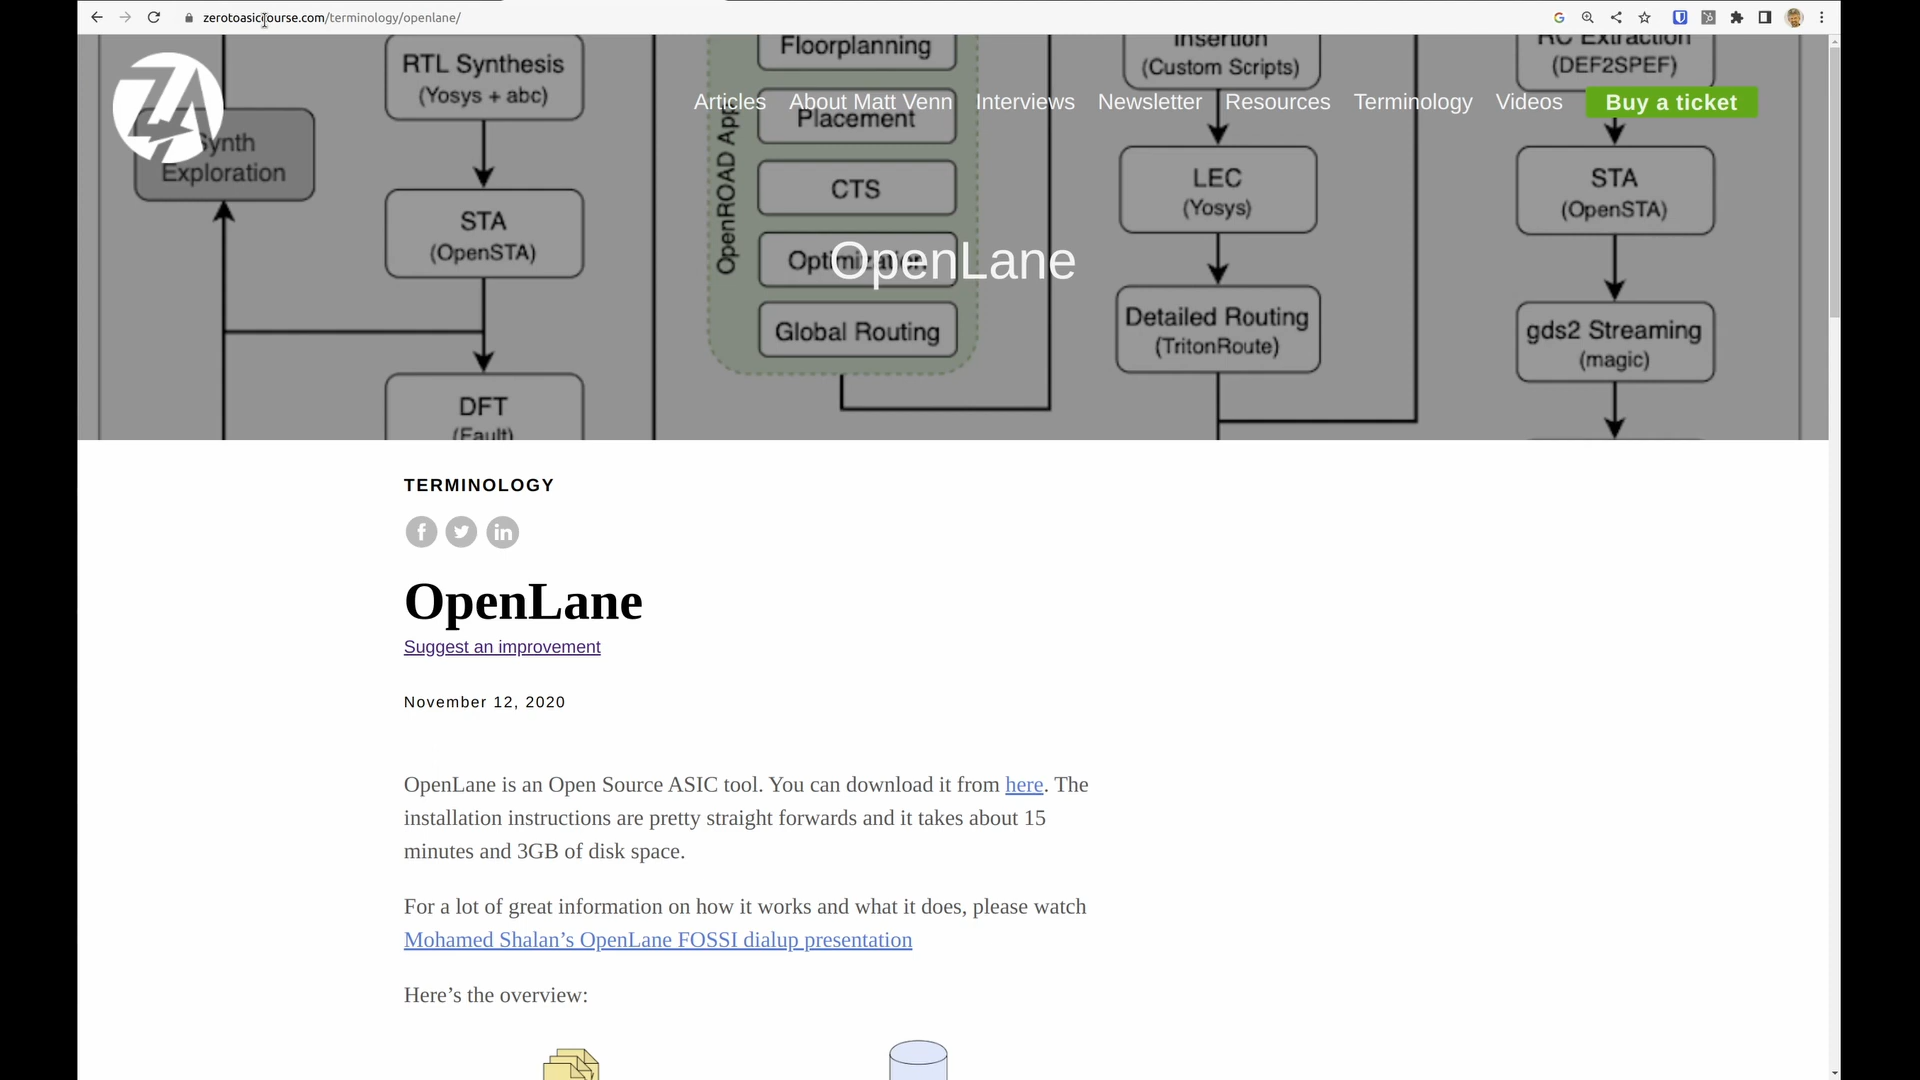 zerotoasiccourse.com/terminology/openlane/
Floorplanning
Insertion
(Custom Scripts)
RC Extraction
(DEF2SPEF)
RTL Synthesis
(Yosys + abc)
Articles About Matt Venn Interviews Newsletter Resources Terminology Videos Buy a ticket
Placement
OpenROAD App
Synth
Exploration
CTS
LEC
(Yosys)
STA
(OpenSTA)
STA
(OpenSTA)
Optimization
OpenLane
Global Routing
Detailed Routing
(TritonRoute)
gds2 Streaming
(magic)
DFT
(Fault)
TERMINOLOGY
OpenLane
Suggest an improvement
November 12, 2020
OpenLane is an Open Source ASIC tool. You can download it from here. The
installation instructions are pretty straight forwards and it takes about 15
minutes and 3GB of disk space.
For a lot of great information on how it works and what it does, please watch
Mohamed Shalan’s OpenLane FOSSI dialup presentation
Here’s the overview: